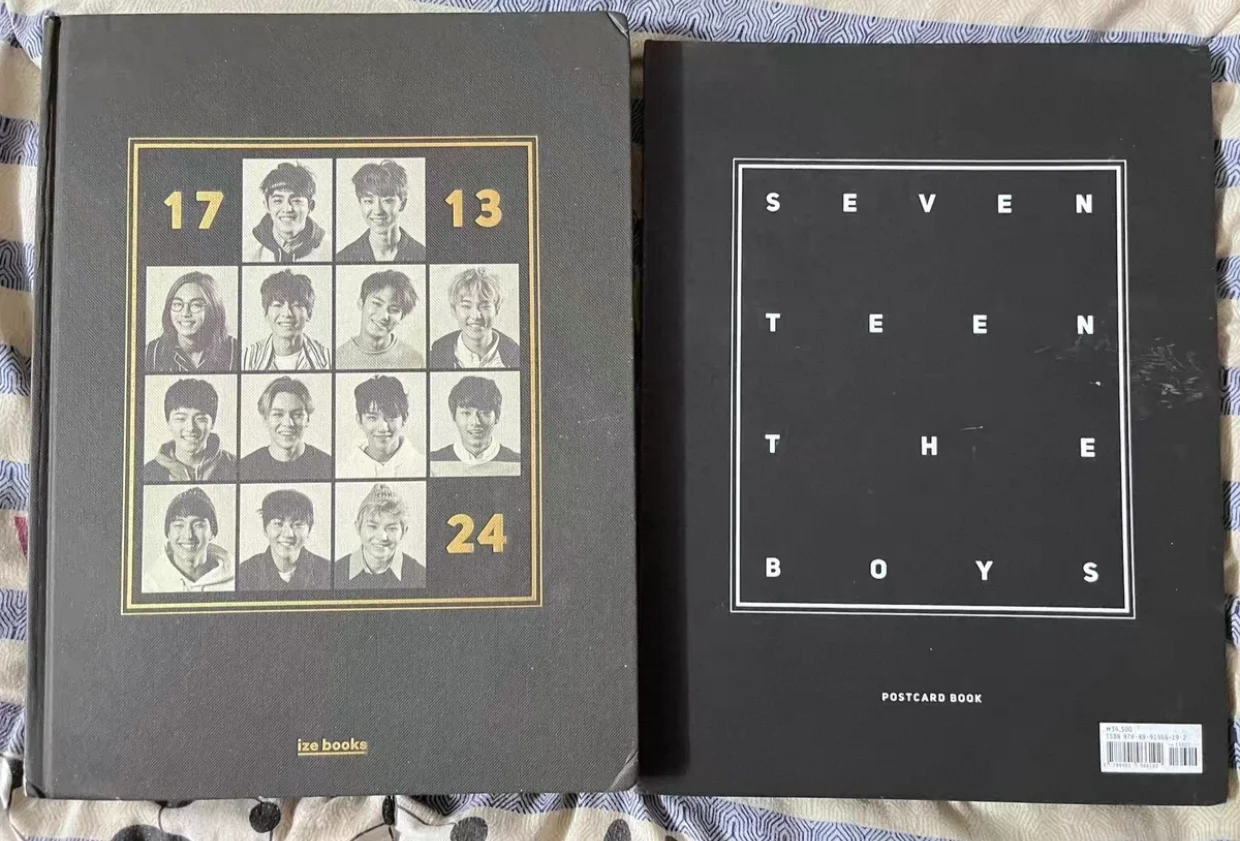 17 13
24
ize books
SEVEN
TEEN
THE
BOYS
POSTCARD BOOK